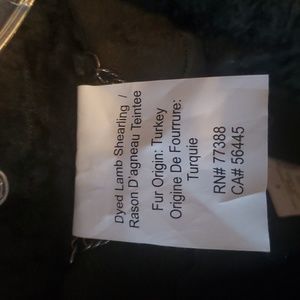 Dyed Lamb Shearling /
Rason D'agneau Teintee
Fur Origin: Turkey
Origine De Fourrure:
Turquie
RN# 77388
CA# 56445